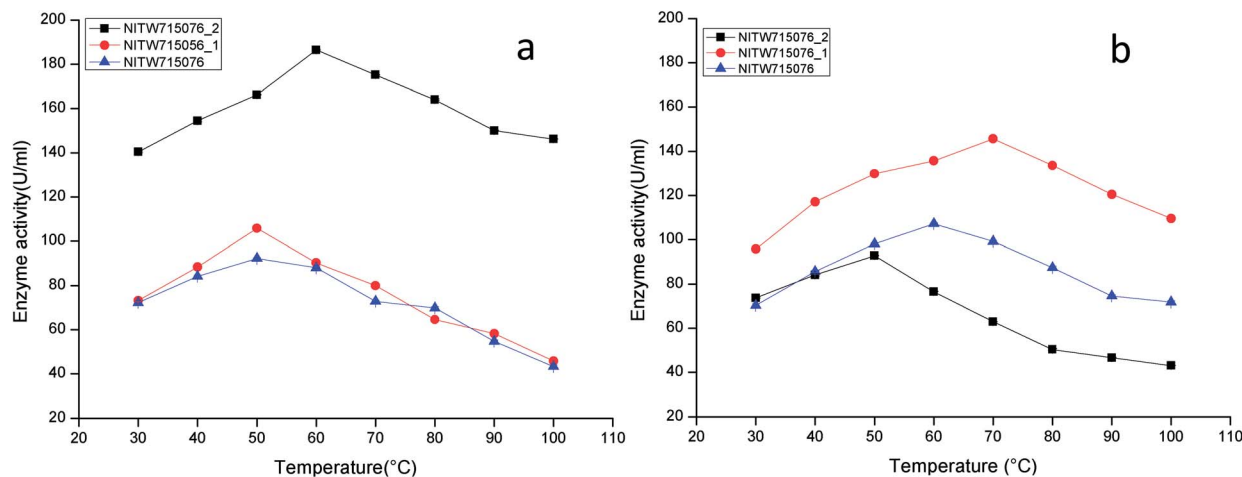 NITW715076_2
NITW715056_1
NITW715076
a
200
180
160
140
120
100
80
60
40
20
Enzyme activity(U/ml)
20 30 40 50 60 70 80 90 100 110
Temperature(°C)
NITW715076_2
NITW715076_1
NITW715076
b
200
180
160
140
120
100
80
60
40
20
Enzyme activity(U/ml)
20 30 40 50 60 70 80 90 100 110
Temperature (°C)